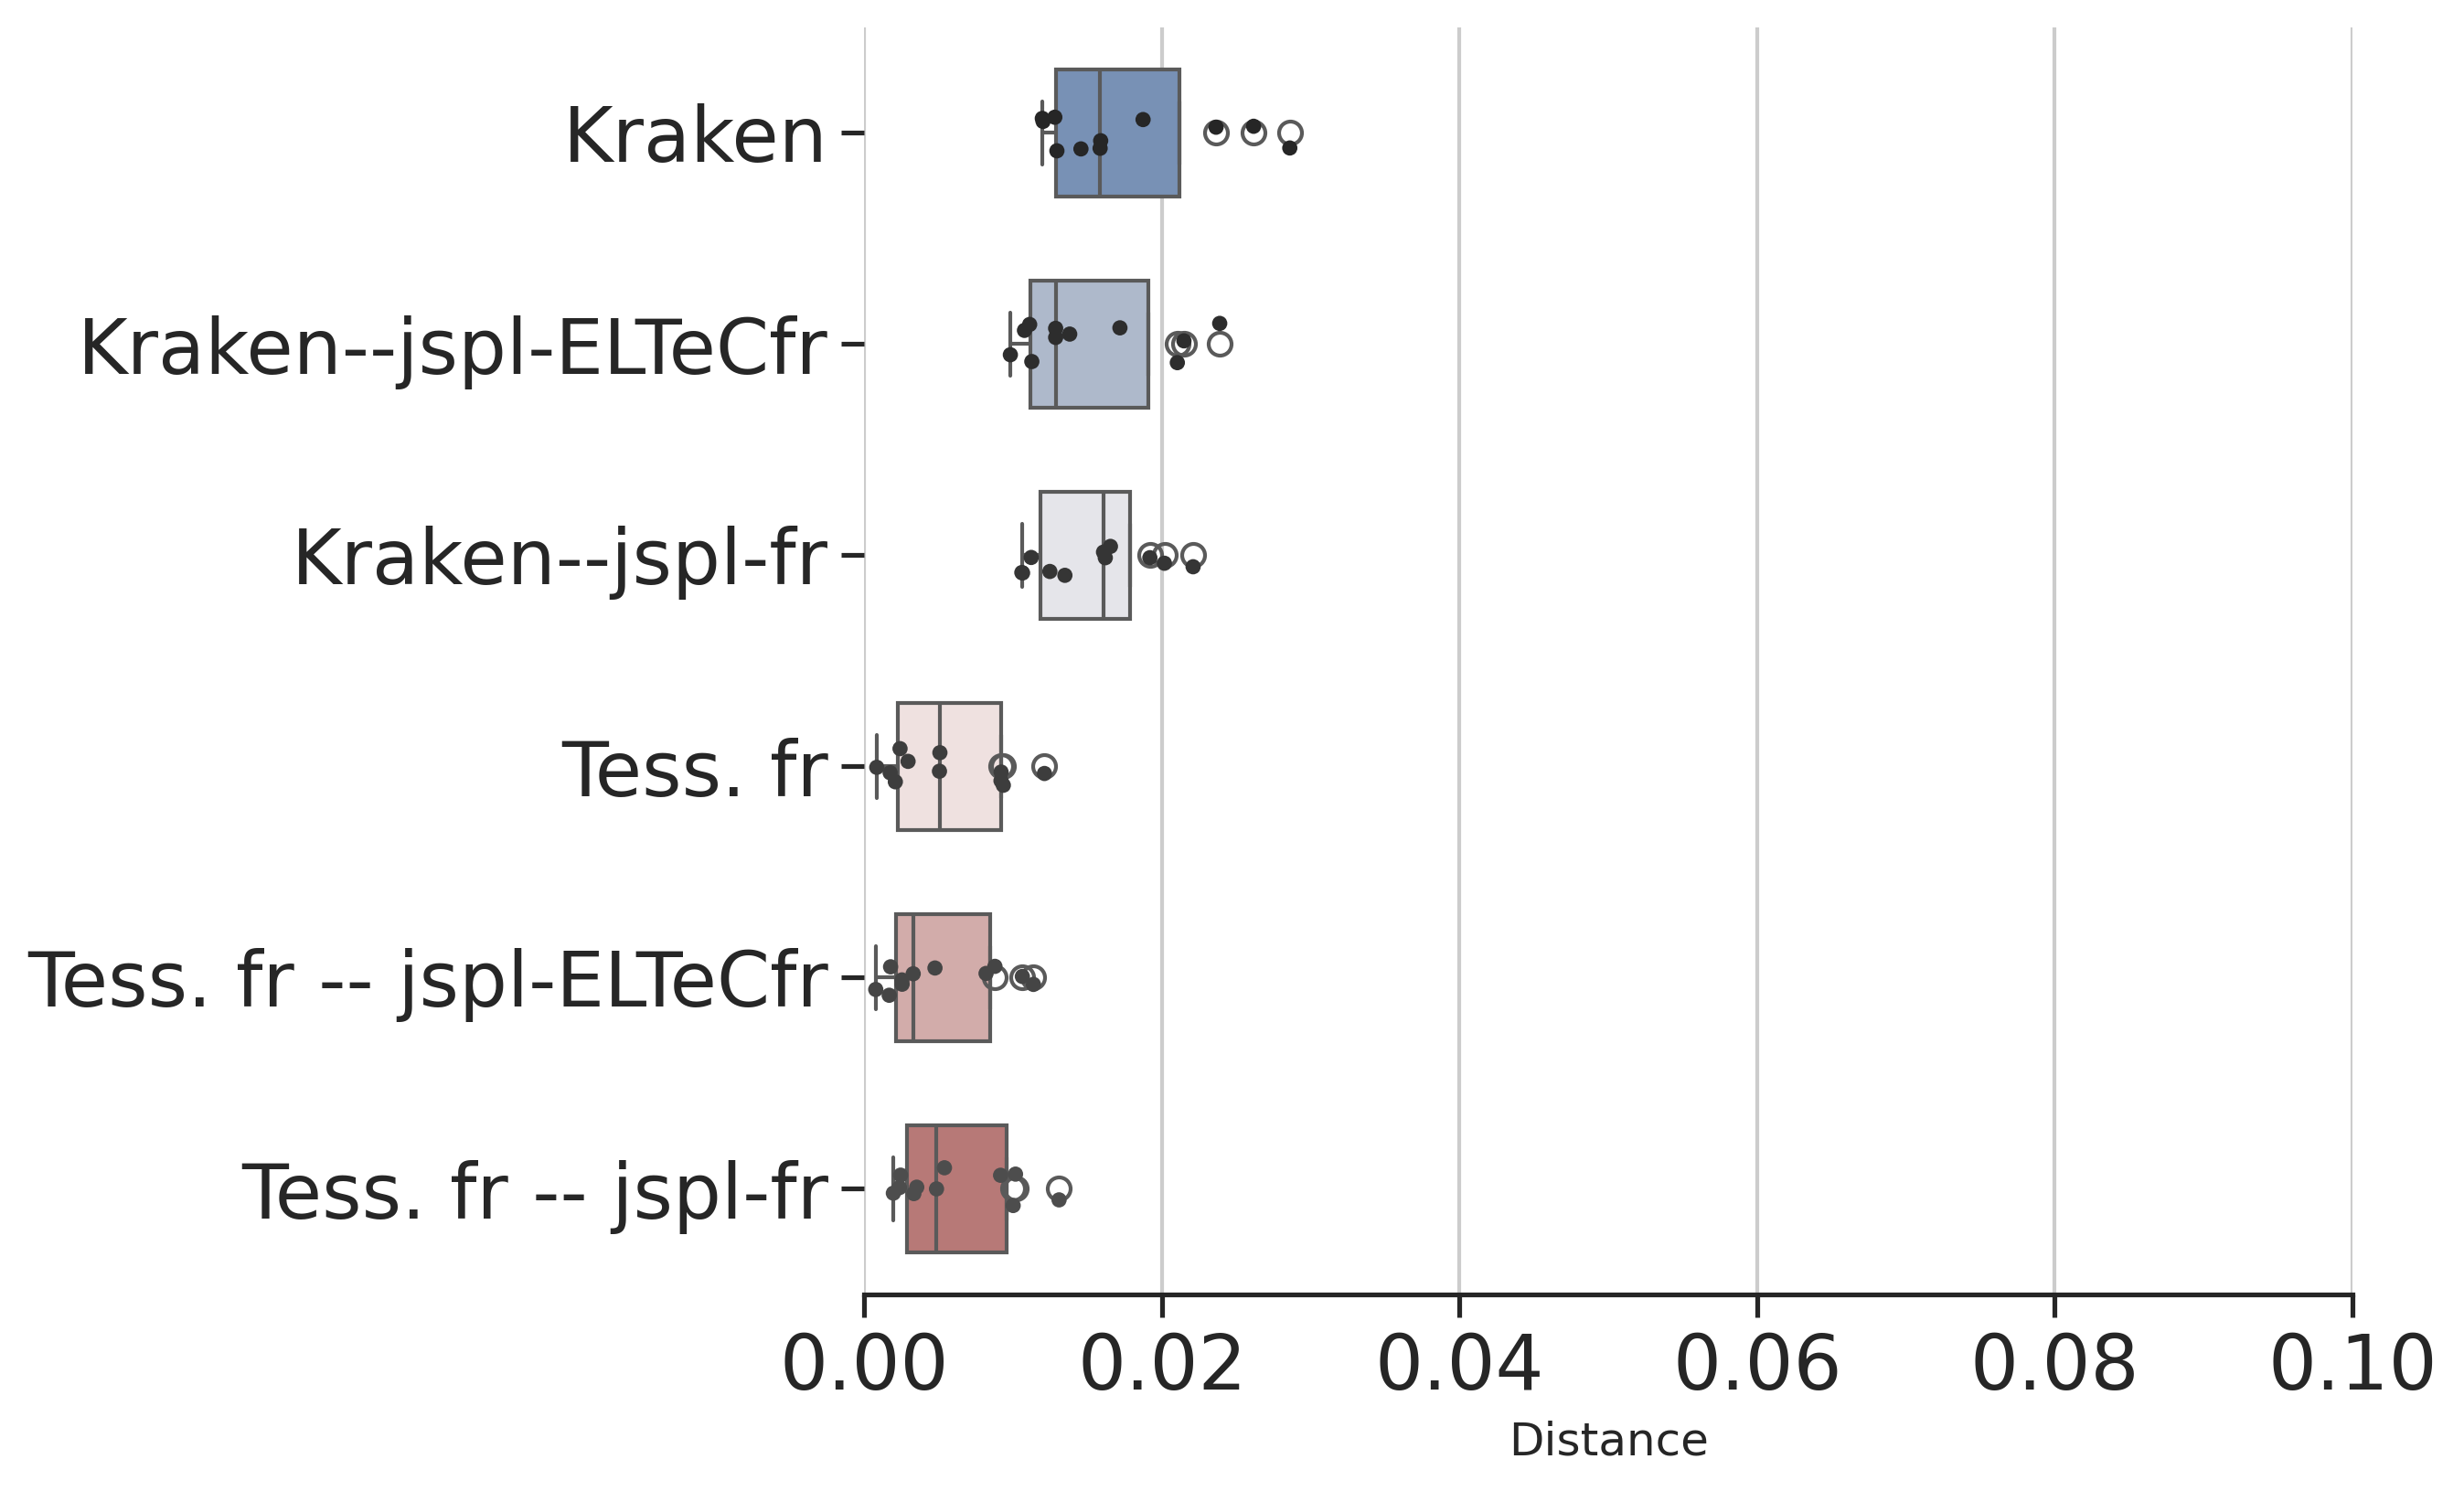 Kraken
Kraken--jspl-ELTeCfr
Kraken--jspl-fr
Tess. fr
Tess. fr -- jspl-ELTeCfr
Tess. fr -- jspl-fr
0.00 0.02 0.04 0.06 0.08 0.10
Distance